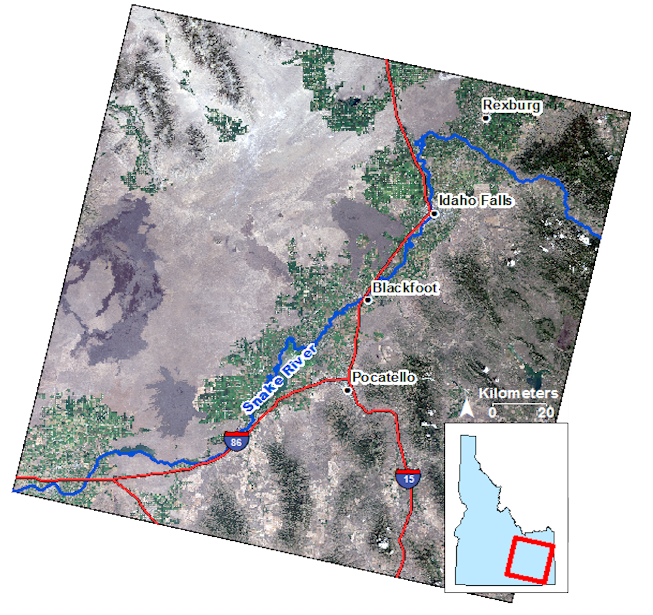 Rexburg
Idaho Falls
Blackfoot
Snake River
Pocatello
Kilometers
0 20
86
15